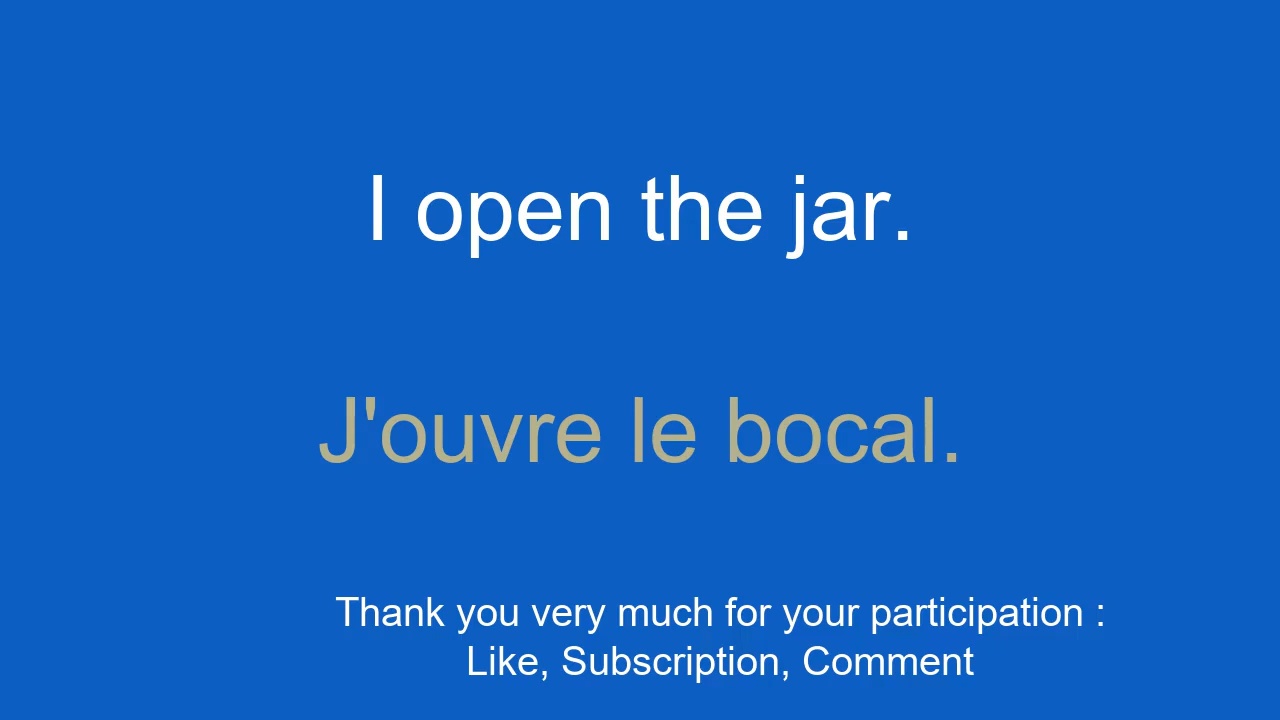 I open the jar.
J'ouvre le bocal.
Thank you very much for your participation :
Like, Subscription, Comment